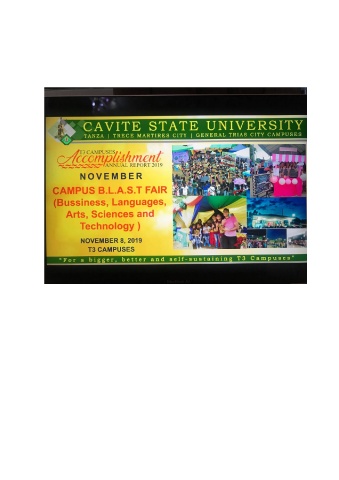 CAVITE STATE UNIVERSITY
TANZA | TRECE MARTIRES CITY | GENERAL TRIAS CITY CAMPUSES
T3 CAMPUSES
Accomplishment
ANNUAL REPORT 2019
NOVEMBER
CAMPUS B.L.A.S.T FAIR
(Bussiness, Languages,
Arts, Sciences and
Technology )
NOVEMBER 8, 2019
T3 CAMPUSES
"For a bigger, better and self-sustaining T3 Campuses"